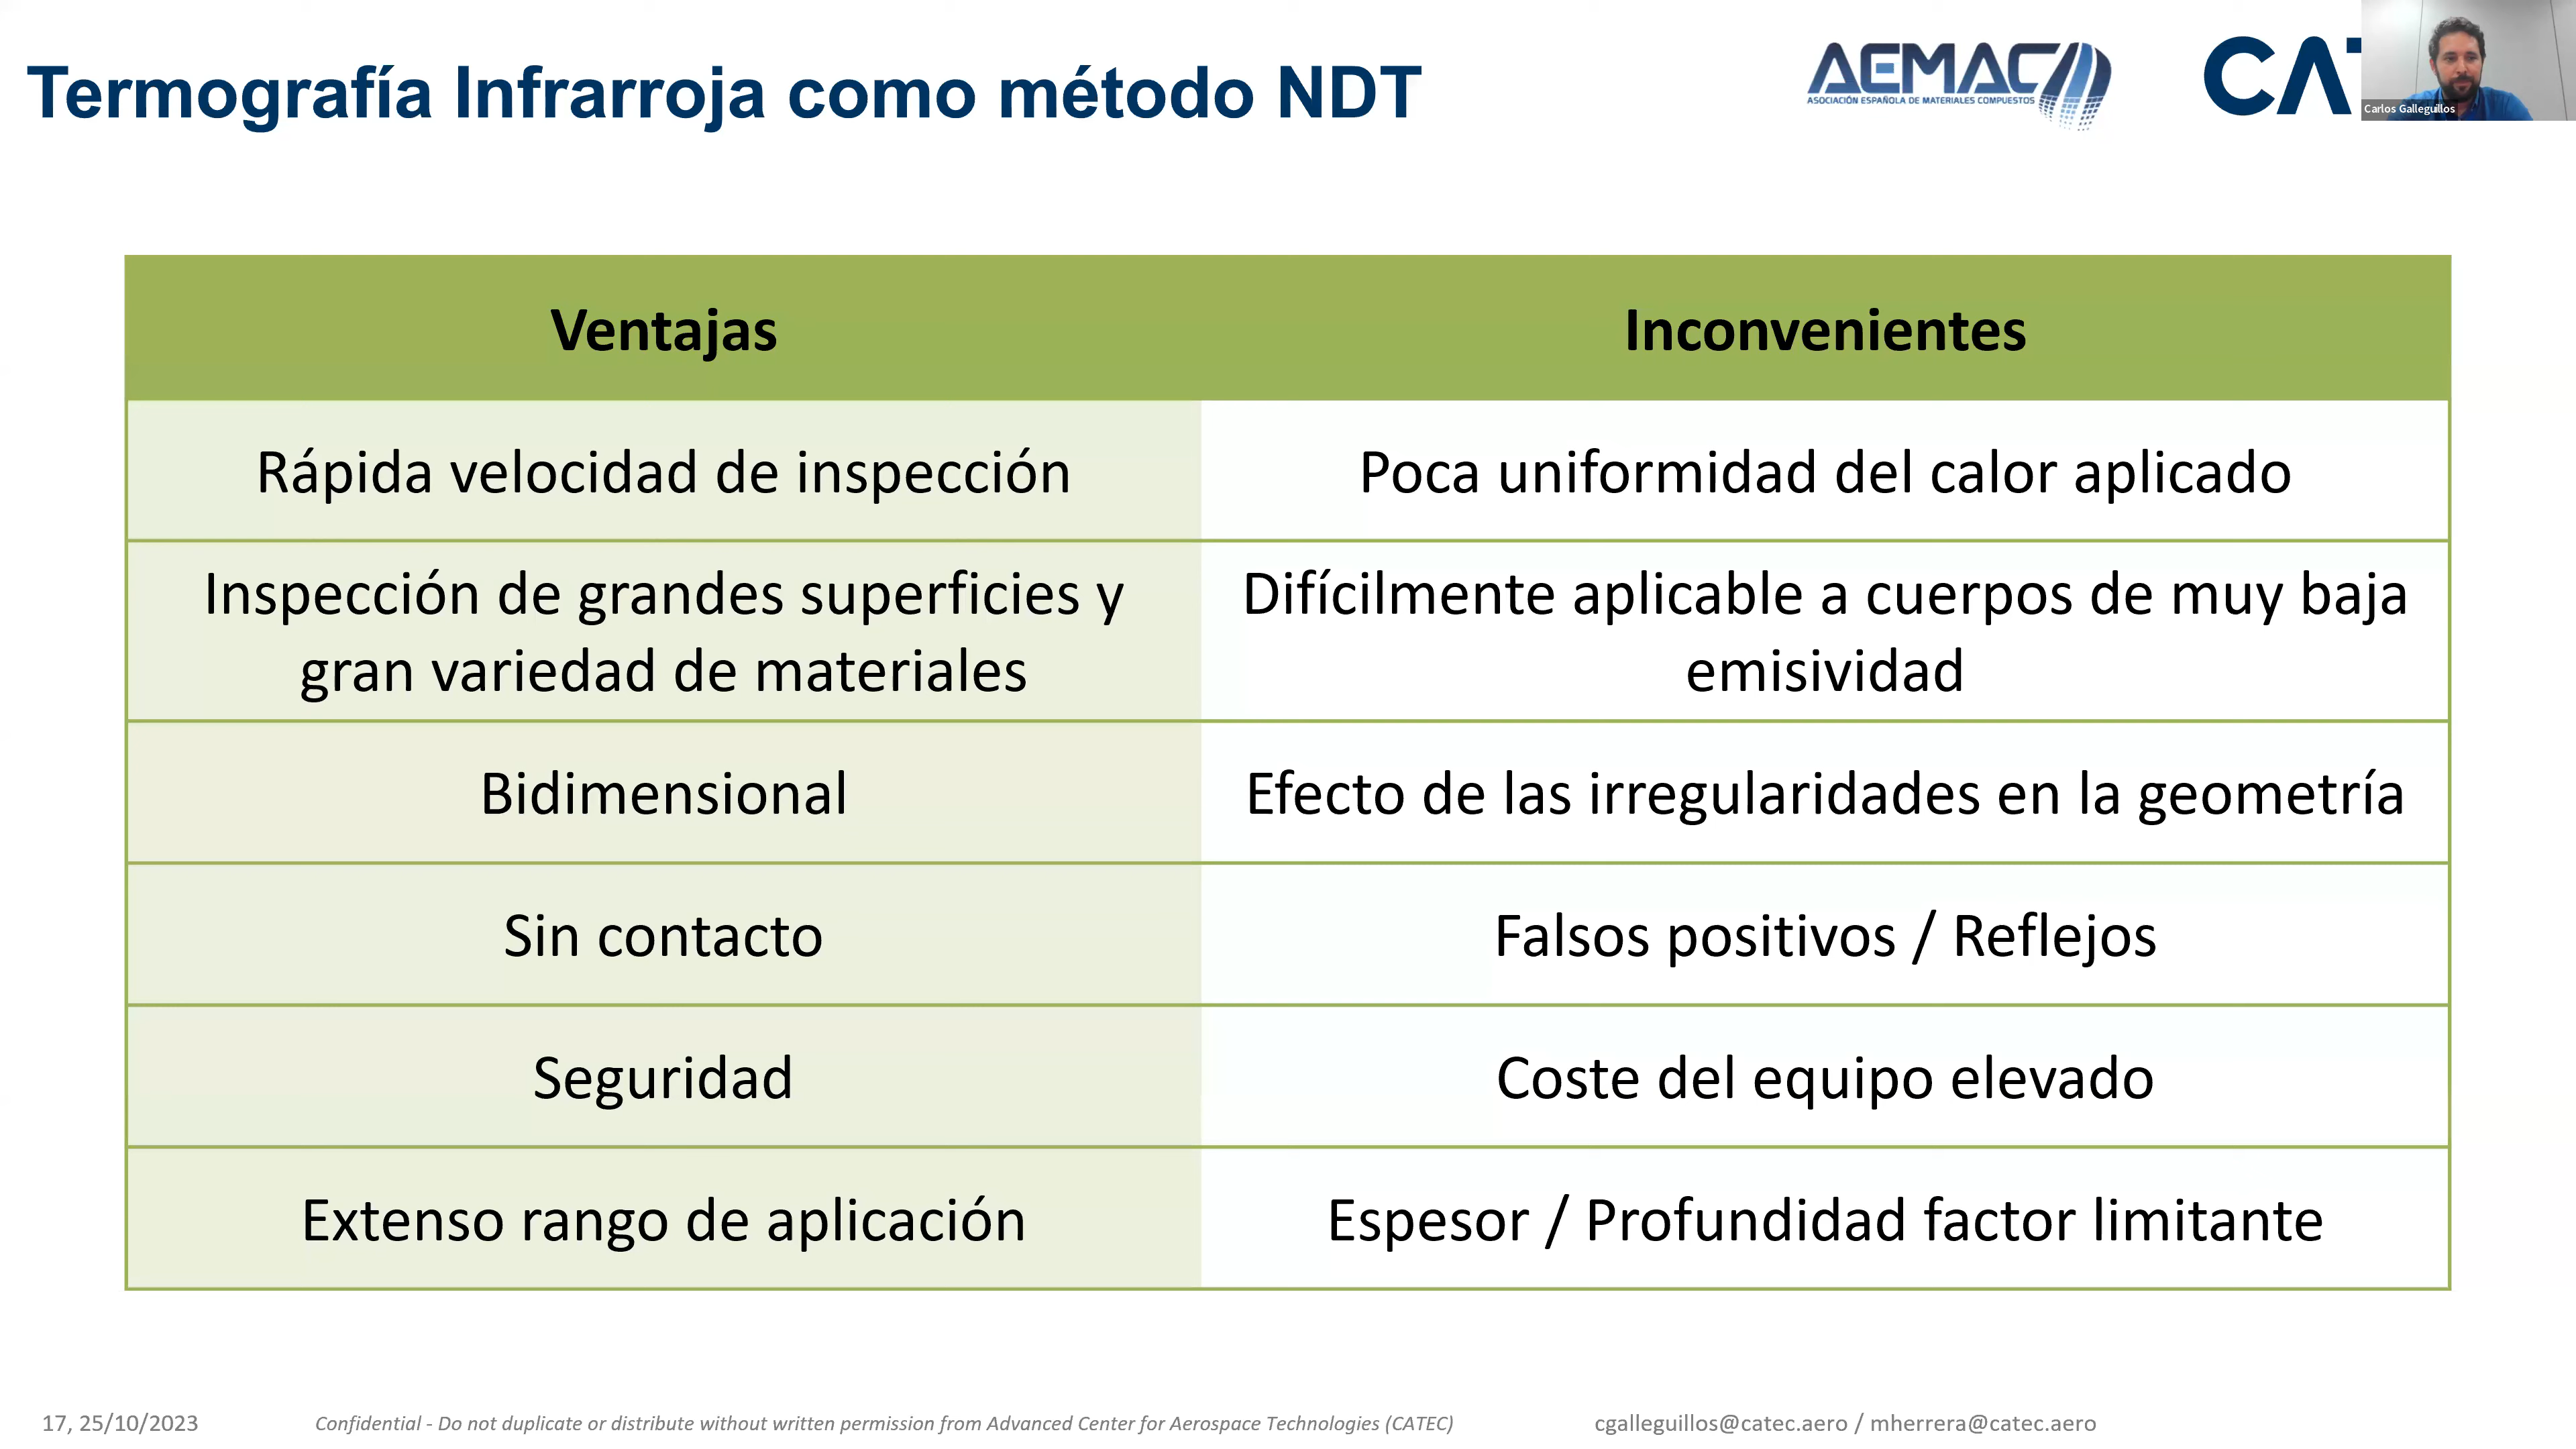 Termografía Infrarroja como método NDT
AEMAC
ASOCIACIÓN ESPAÑOLA DE MATERIALES COMPUESTOS
Carlos Galleguillos
Ventajas
Inconvenientes
Rápida velocidad de inspección
Poca uniformidad del calor aplicado
Inspección de grandes superficies y
gran variedad de materiales
Difícilmente aplicable a cuerpos de muy baja
emisividad
Bidimensional
Efecto de las irregularidades en la geometría
Sin contacto
Falsos positivos / Reflejos
Seguridad
Coste del equipo elevado
Extenso rango de aplicación
Espesor / Profundidad factor limitante
17, 25/10/2023
Confidential - Do not duplicate or distribute without written permission from Advanced Center for Aerospace Technologies (CATEC)
cgalleguillos@catec.aero / mherrera@catec.aero